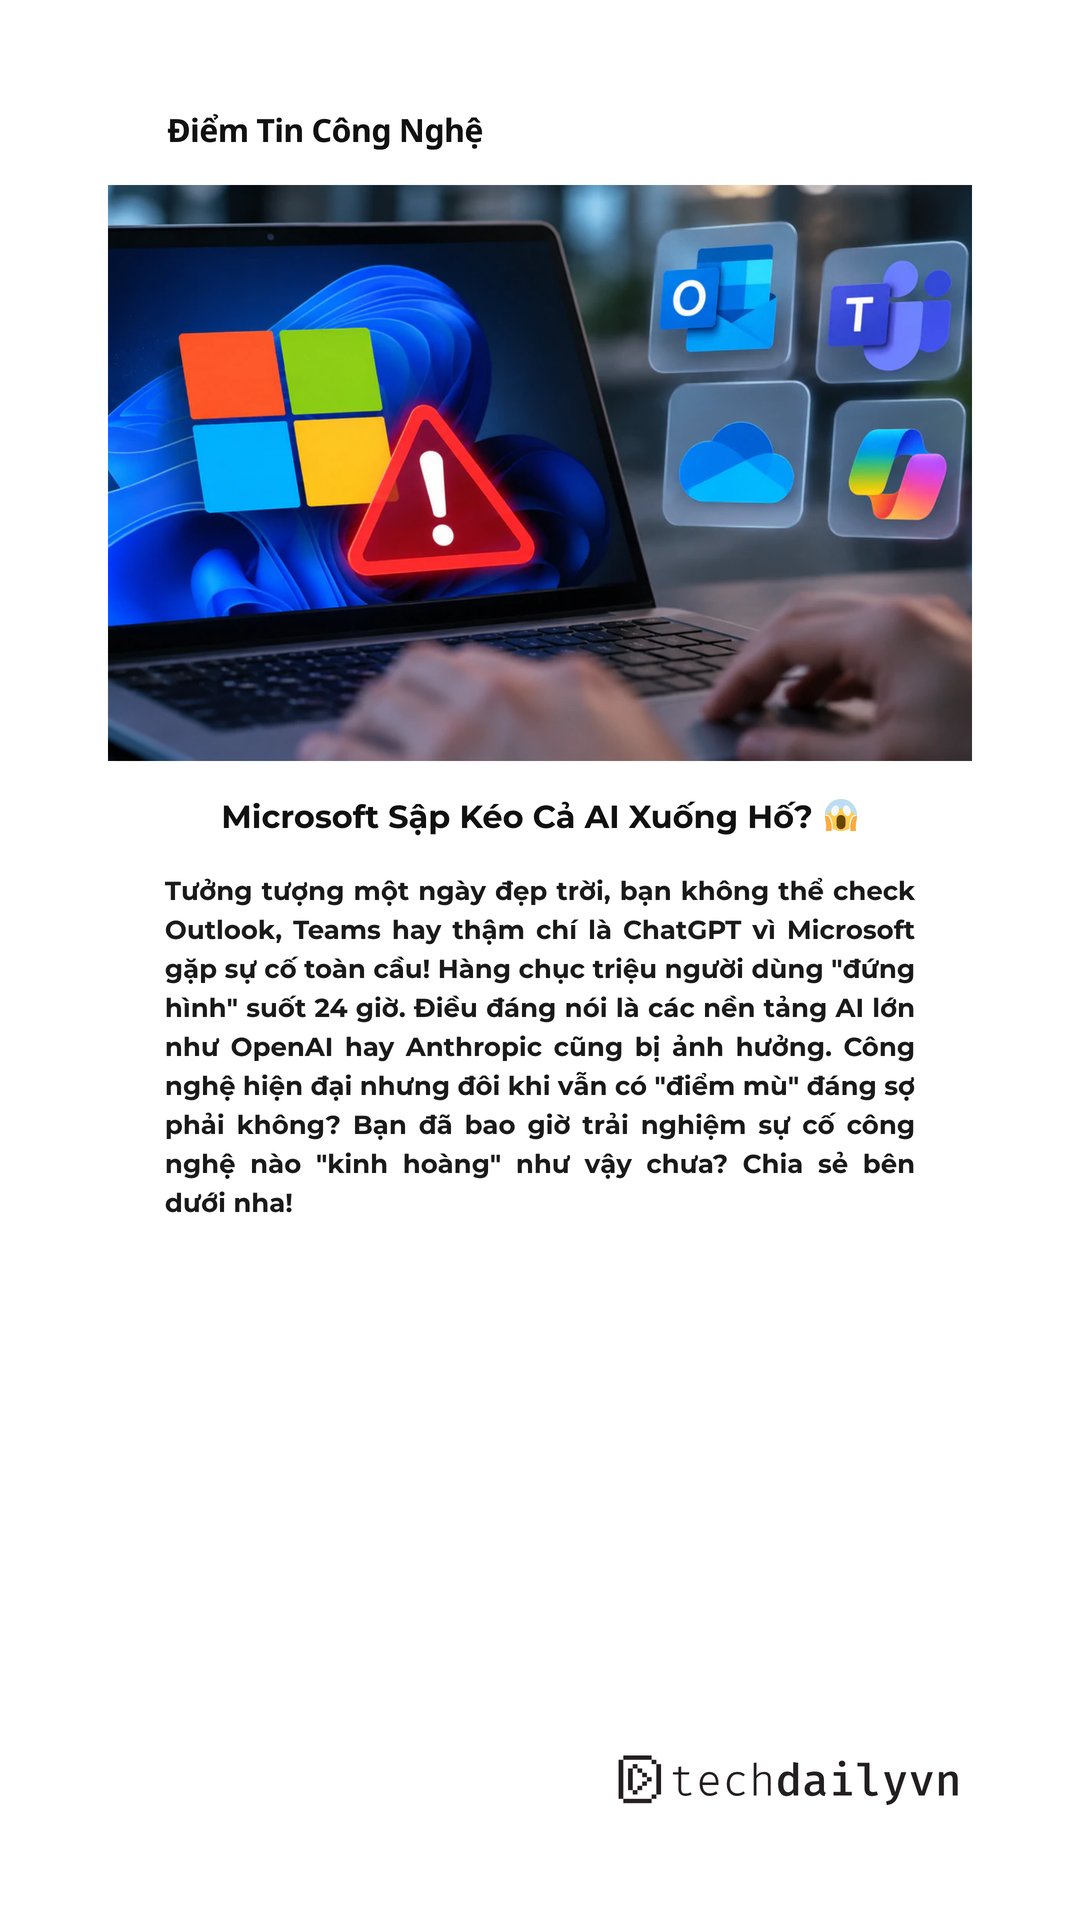 Điểm Tin Công Nghệ
O
T
Microsoft Sập Kéo Cả AI Xuống Hố? 😱
Tưởng tượng một ngày đẹp trời, bạn không thể check
Outlook, Teams hay thậm chí là ChatGPT vì Microsoft
gặp sự cố toàn cầu! Hàng chục triệu người dùng "đứng
hình" suốt 24 giờ. Điều đáng nói là các nền tảng AI lớn
như OpenAI hay Anthropic cũng bị ảnh hưởng. Công
nghệ hiện đại nhưng đôi khi vẫn có "điểm mù" đáng sợ
phải không? Bạn đã bao giờ trải nghiệm sự cố công
nghệ nào "kinh hoàng" như vậy chưa? Chia sẻ bên
dưới nha!
techdailyvn